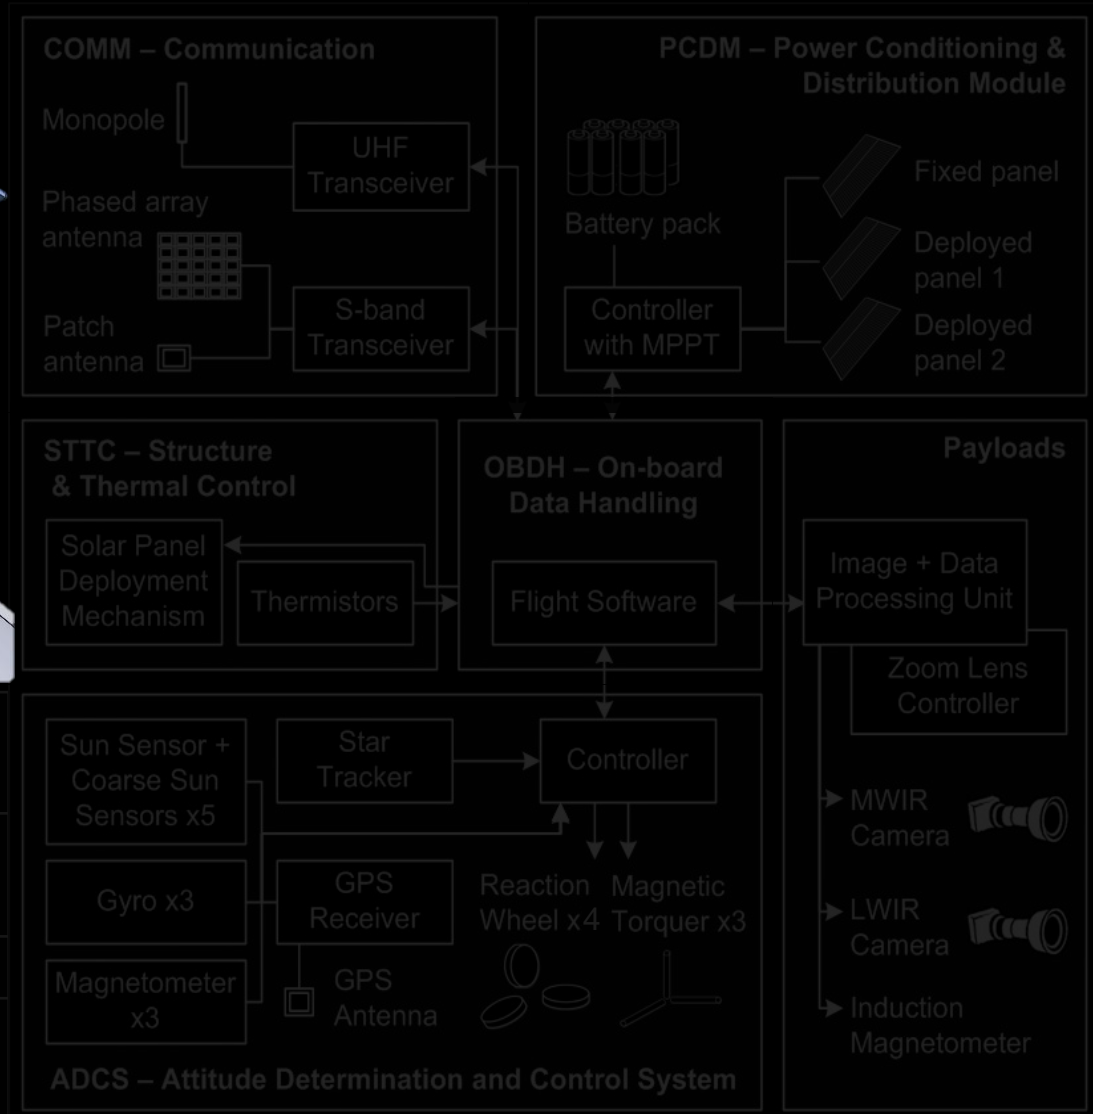 COMM – Communication
Monopole
UHF
Transceiver
Phased array
antenna
S-band
Transceiver
Patch
antenna
PCDM – Power Conditioning &
Distribution Module
Battery pack
Controller
with MPPT
Fixed panel
Deployed
panel 1
Deployed
panel 2
STTC – Structure
& Thermal Control
Solar Panel
Deployment
Mechanism
Thermistors
OBDH – On-board
Data Handling
Flight Software
Payloads
Image + Data
Processing Unit
Zoom Lens
Controller
MWIR
Camera
LWIR
Camera
Induction
Magnetometer
Sun Sensor +
Coarse Sun
Sensors x5
Star
Tracker
Controller
Gyro x3
GPS
Receiver
Reaction
Wheel x4
Magnetic
Torquer x3
Magnetometer
x3
GPS
Antenna
ADCS – Attitude Determination and Control System